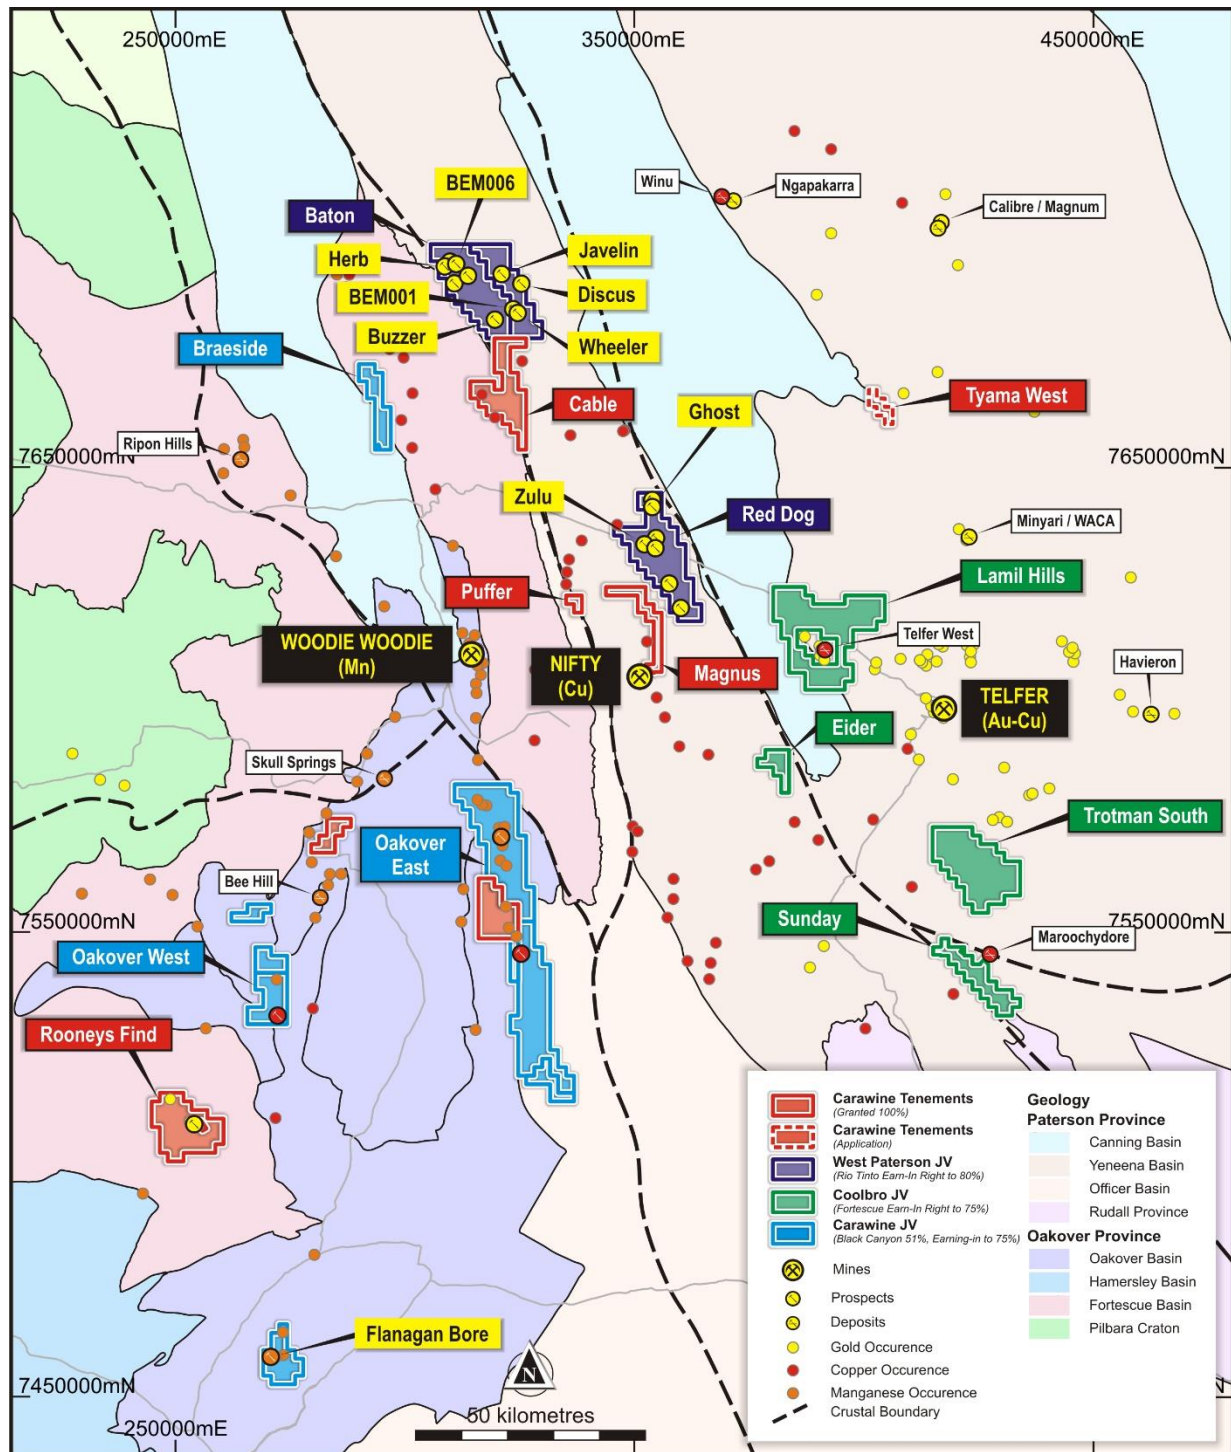 250000mE
350000mE
450000mE
BEM006
Winu
Ngapakarra
Calibre / Magnum
Baton
Herb
Javelin
BEM001
Discus
Buzzer
Wheeler
Braeside
Cable
Tyama West
Ghost
Ripon Hills
7650000mN
7650000mN
Zulu
Red Dog
Minyari / WACA
Lamil Hills
Puffer
WOODIE WOODIE
(Mn)
NIFTY
(Cu)
Magnus
Telfer West
Havieron
TELFER
(Au-Cu)
Eider
Skull Springs
Trotman South
Oakover
East
Bee Hill
Sunday
7550000mN
7550000mN
Maroochydore
Oakover West
Rooneys Find
Carawine Tenements
(Granted 100%)
Carawine Tenements
(Application)
West Paterson JV
(Rio Tinto Earn-In Right to 80%)
Coolbro JV
(Fortescue Earn-In Right to 75%)
Carawine JV
(Black Canyon 51%, Earning-in to 75%)
Mines
Prospects
Deposits
Gold Occurence
Copper Occurence
Manganese Occurence
Crustal Boundary
Geology
Paterson Province
Canning Basin
Yeneena Basin
Officer Basin
Rudall Province
Oakover Province
Oakover Basin
Hamersley Basin
Fortescue Basin
Pilbara Craton
Flanagan Bore
7450000mN
N
250000mE
50 kilometres